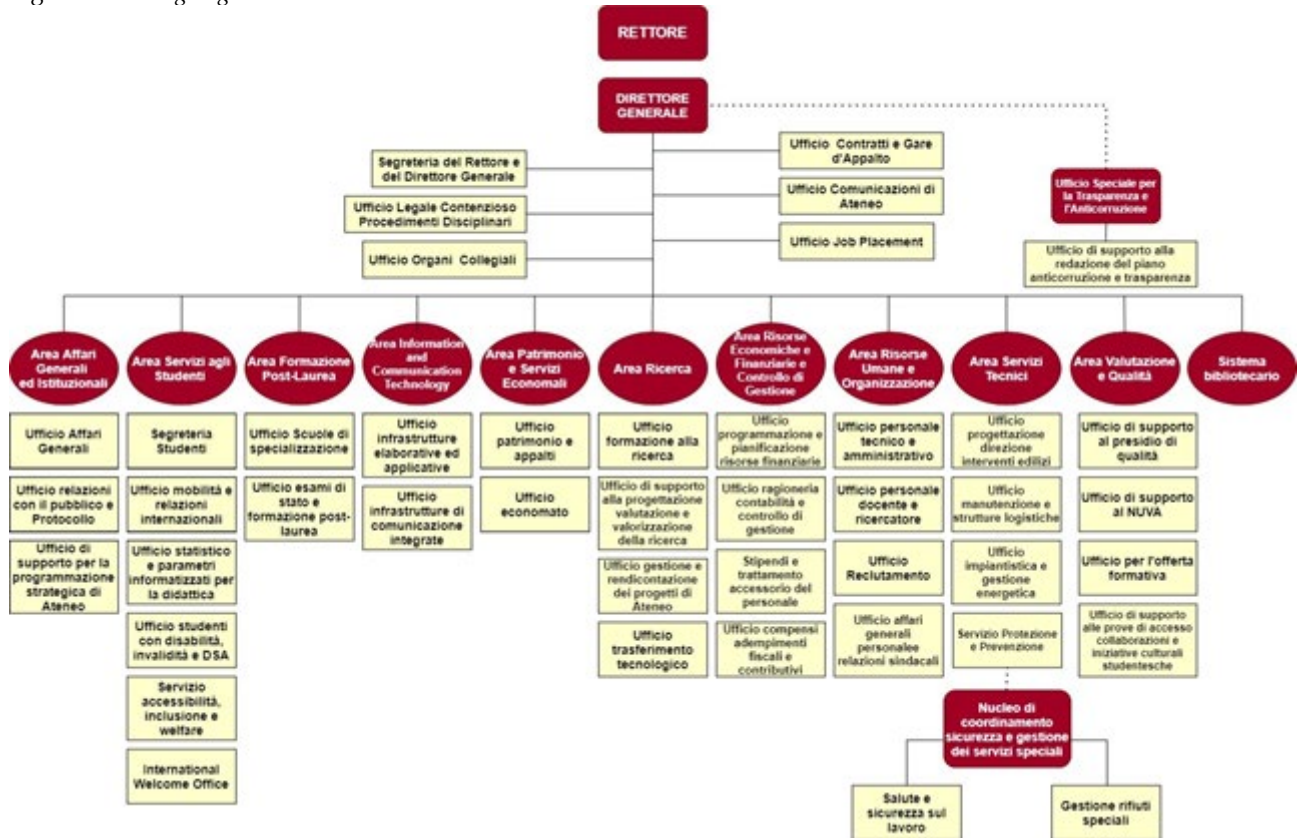 RETTORE
DIRETTORE
GENERALE
Segreteria del Rettore e
del Direttore Generale
Ufficio Legale Contenzioso
Procedimenti Disciplinari
Ufficio Organi Collegiali
Ufficio Contratti e Gare
d'Appalto
Ufficio Comunicazioni di
Ateneo
Ufficio Job Placement
Ufficio Speciale per
la Trasparenza e
l'Anticorruzione
Ufficio di supporto alla
redazione del piano
anticorruzione e trasparenza
Area Affari
Generali
ed Istituzionali
Ufficio Affari
Generali
Ufficio relazioni
con il pubblico e
Protocollo
Ufficio di
supporto per la
programmazione
strategica di
Ateneo
Area Servizi agli
Studenti
Segreteria
Studenti
Ufficio mobilità e
relazioni
internazionali
Ufficio statistico
e parametri
informatizzati per
la didattica
Ufficio studenti
con disabilità,
invalidità e DSA
Servizio
accessibilità,
inclusione e
welfare
International
Welcome Office
Area Formazione
Post-Laurea
Ufficio Scuole di
specializzazione
Ufficio esami di
stato e
formazione post-
laurea
Area Information
and
Communication
Technology
Ufficio
infrastrutture
elaborative ed
applicative
Ufficio
infrastrutture di
comunicazione
integrate
Area Patrimonio
e Servizi
Economali
Ufficio
patrimonio e
appalti
Ufficio
economato
Area Ricerca
Ufficio
formazione alla
ricerca
Ufficio di supporto
alla progettazione
valutazione e
valorizzazione
della ricerca
Ufficio gestione e
rendicontazione
dei progetti di
Ateneo
Ufficio
trasferimento
tecnologico
Area Risorse
Economiche e
Finanziarie e
Controllo di
Gestione
Ufficio
programmazione e
pianificazione
risorse finanziarie
Ufficio ragioneria
contabilità e
controllo di
gestione
Stipendi e
trattamento
accessorio del
personale
Ufficio compensi
adempimenti
fiscali e
contributivi
Area Risorse
Umane e
Organizzazione
Ufficio personale
tecnico e
amministrativo
Ufficio personale
docente e
ricercatore
Ufficio
Reclutamento
Ufficio affari
generali
personalee
relazioni sindacali
Area Servizi
Tecnici
Ufficio
progettazione
direzione
interventi edilizi
Ufficio
manutenzione e
strutture logistiche
Ufficio
impiantistica e
gestione
energetica
Servizio Protezione
e Prevenzione
Nucleo di
coordinamento
sicurezza e gestione
dei servizi speciali
Salute e
sicurezza sul
lavoro
Gestione rifiuti
speciali
Area Valutazione
e Qualità
Ufficio di supporto
al presidio di
qualità
Ufficio di supporto
al NUVA
Ufficio per l'offerta
formativa
Ufficio di supporto
alle prove di accesso
collaborazioni e
iniziative culturali
studentesche
Sistema
bibliotecario